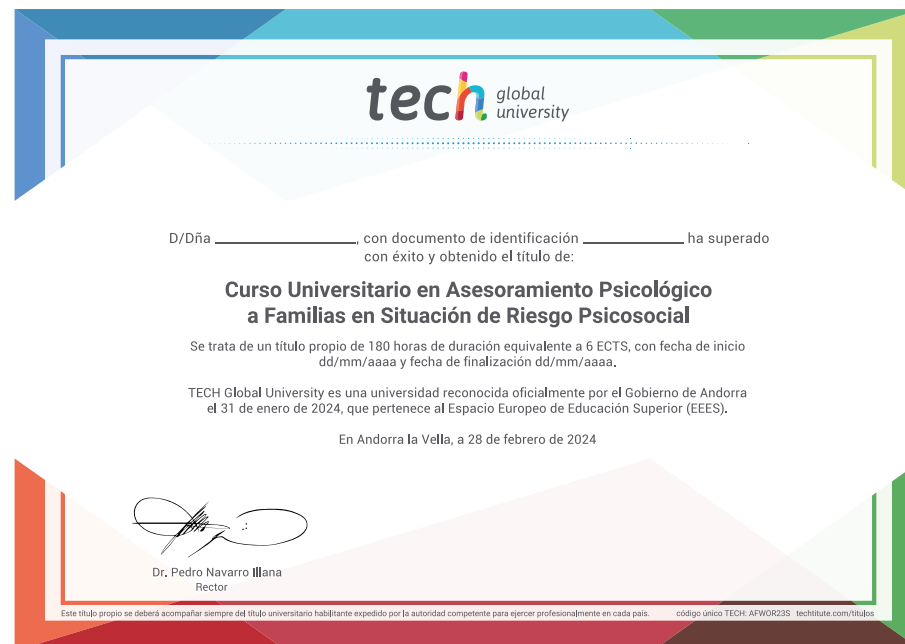 tech global university
D/Dña ______________, con documento de identificación __________ ha superado
con éxito y obtenido el título de:
Curso Universitario en Asesoramiento Psicológico
a Familias en Situación de Riesgo Psicosocial
Se trata de un título propio de 180 horas de duración equivalente a 6 ECTS, con fecha de inicio
dd/mm/aaaa y fecha de finalización dd/mm/aaaa.
TECH Global University es una universidad reconocida oficialmente por el Gobierno de Andorra
el 31 de enero de 2024, que pertenece al Espacio Europeo de Educación Superior (EEES).
En Andorra la Vella, a 28 de febrero de 2024
Dr. Pedro Navarro Illana
Rector
Este título propio se deberá acompañar siempre del título universitario habilitante expedido por la autoridad competente para ejercer profesionalmente en cada país. código único TECH: AFWOR23S techtitute.com/titulos